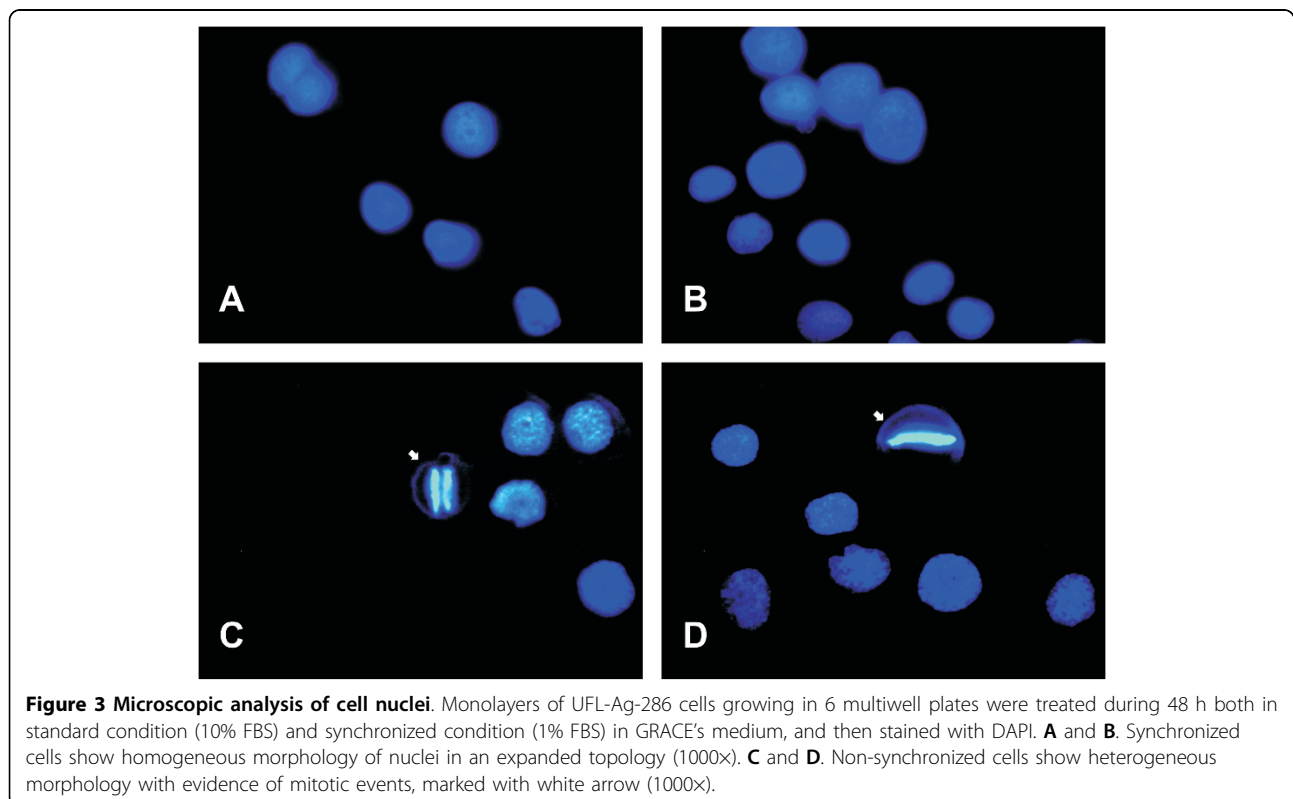 A
B
C
D
Figure 3 Microscopic analysis of cell nuclei. Monolayers of UFL-Ag-286 cells growing in 6 multiwell plates were treated during 48 h both in
standard condition (10% FBS) and synchronized condition (1% FBS) in GRACE's medium, and then stained with DAPI. A and B. Synchronized
cells show homogeneous morphology of nuclei in an expanded topology (1000×). C and D. Non-synchronized cells show heterogeneous
morphology with evidence of mitotic events, marked with white arrow (1000×).